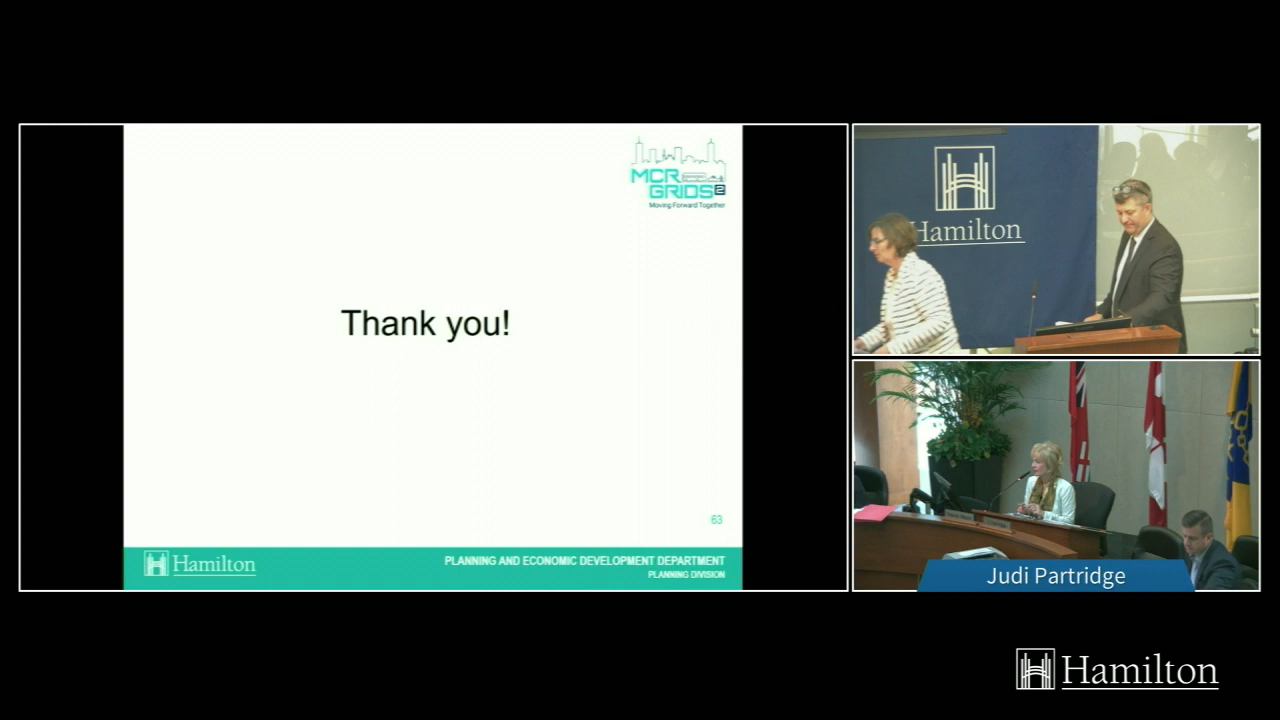 MCR
GRIDS2
Moving Forward Together
Thank you!
63
Hamilton
PLANNING AND ECONOMIC DEVELOPMENT DEPARTMENT
PLANNING DIVISION
Hamilton
Judi Partridge
Hamilton